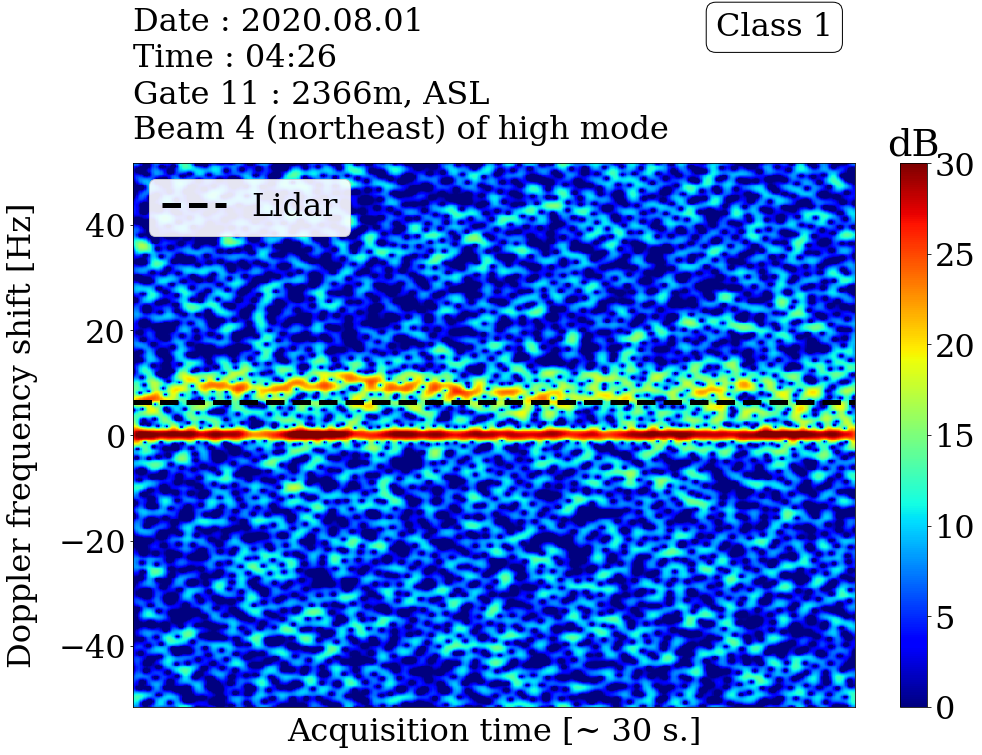 Date : 2020.08.01
Time : 04:26
Gate 11 : 2366m, ASL
Beam 4 (northeast) of high mode
Class 1
dB
Lidar
Doppler frequency shift [Hz]
40
20
0
−20
−40
Acquisition time [~ 30 s.]
30
25
20
15
10
5
0